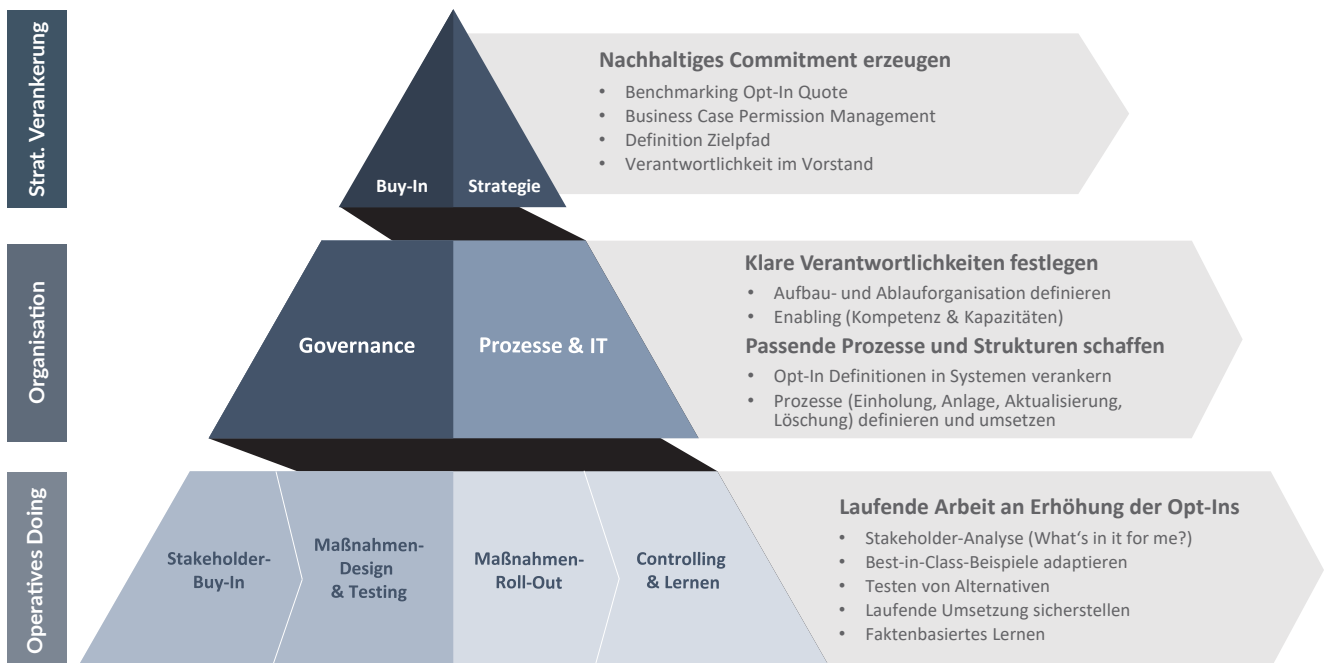 Strat. Verankerung
Buy-In
Strategie
Nachhaltiges Commitment erzeugen
• Benchmarking Opt-In Quote
• Business Case Permission Management
• Definition Zielpfad
• Verantwortlichkeit im Vorstand
Organisation
Governance
Prozesse & IT
Klare Verantwortlichkeiten festlegen
• Aufbau- und Ablauforganisation definieren
• Enabling (Kompetenz & Kapazitäten)
Passende Prozesse und Strukturen schaffen
• Opt-In Definitionen in Systemen verankern
• Prozesse (Einholung, Anlage, Aktualisierung,
Löschung) definieren und umsetzen
Operatives Doing
Stakeholder-
Buy-In
Maßnahmen-
Design
& Testing
Maßnahmen-
Roll-Out
Controlling
& Lernen
Laufende Arbeit an Erhöhung der Opt-Ins
• Stakeholder-Analyse (What‘s in it for me?)
• Best-in-Class-Beispiele adaptieren
• Testen von Alternativen
• Laufende Umsetzung sicherstellen
• Faktenbasiertes Lernen